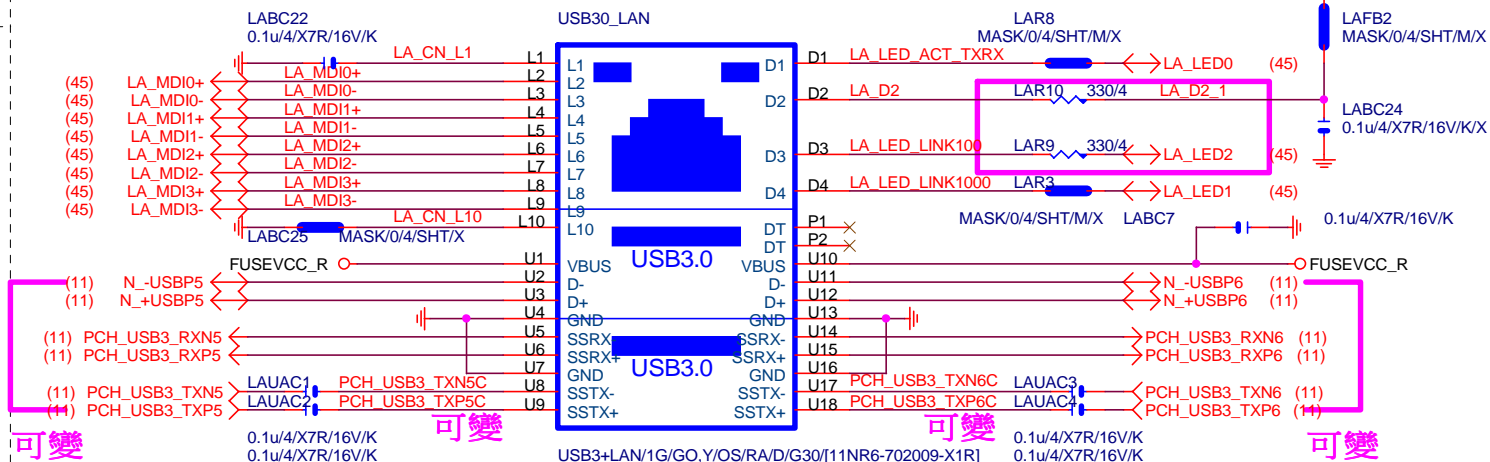 LABC22
0.1u/4/X7R/16V/K
USB30_LAN
LAR8
MASK/0/4/SHT/M/X
LAFB2
MASK/0/4/SHT/M/X
LA_CN_L1 L1 L1 D1 D1 LA_LED_ACT_TXRX LA_LED0 (45)
(45) LA_MDI0+ LA_MDI0+ L2 L2
(45) LA_MDI0- LA_MDI0- L3 L3 D2 D2 LA_D2 LAR10 330/4 LA_D2_1
(45) LA_MDI1+ LA_MDI1+ L4 L4
LABC24
0.1u/4/X7R/16V/K/X
(45) LA_MDI1- LA_MDI1- L5 L5
(45) LA_MDI2+ LA_MDI2+ L6 L6 D3 D3 LA_LED_LINK100 LAR9 330/4 LA_LED2 (45)
(45) LA_MDI2- LA_MDI2- L7 L7
(45) LA_MDI3+ LA_MDI3+ L8 L8 D4 D4 LA_LED_LINK1000 LAR3 LA_LED1 (45)
(45) LA_MDI3- LA_MDI3- L9 L9
MASK/0/4/SHT/M/X LABC7 0.1u/4/X7R/16V/K
LA_CN_L10 L10 L10 DT P1
LABC25 MASK/0/4/SHT/X DT P2
FUSEVCC_R U1 VBUS USB3.0 VBUS U10 FUSEVCC_R
(11) N_-USBP5 U2 D- D- U11 N_-USBP6 (11)
(11) N_+USBP5 U3 D+ D+ U12 N_+USBP6 (11)
U4 GND GND U13
(11) PCH_USB3_RXN5 U5 SSRX- SSRX- U14 PCH_USB3_RXN6 (11)
(11) PCH_USB3_RXP5 U6 SSRX+ SSRX+ U15 PCH_USB3_RXP6 (11)
U7 GND USB3.0 GND U16
(11) PCH_USB3_TXN5 LAUAC1 PCH_USB3_TXN5C U8 SSTX- SSTX- U17 PCH_USB3_TXN6C LAUAC3 PCH_USB3_TXN6 (11)
(11) PCH_USB3_TXP5 LAUAC2 PCH_USB3_TXP5C U9 SSTX+ SSTX+ U18 PCH_USB3_TXP6C LAUAC4 PCH_USB3_TXP6 (11)
可變 可變 可變 可變
0.1u/4/X7R/16V/K
0.1u/4/X7R/16V/K
USB3+LAN/1G/GO,Y/OS/RA/D/G30/[11NR6-702009-X1R]
0.1u/4/X7R/16V/K
0.1u/4/X7R/16V/K